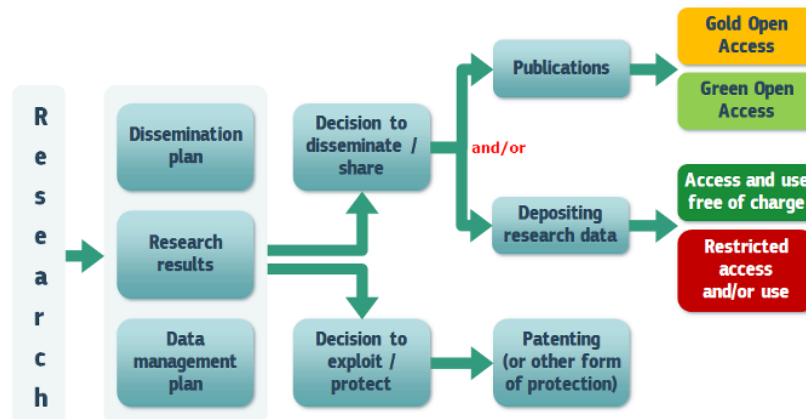 Research
Dissemination
plan
Research
results
Data
management
plan
Decision to
disseminate /
share
Decision to
exploit /
protect
and/or
Publications
Depositing
research data
Patenting
(or other form
of protection)
Gold Open
Access
Green Open
Access
Access and use
free of charge
Restricted
access
and/or use